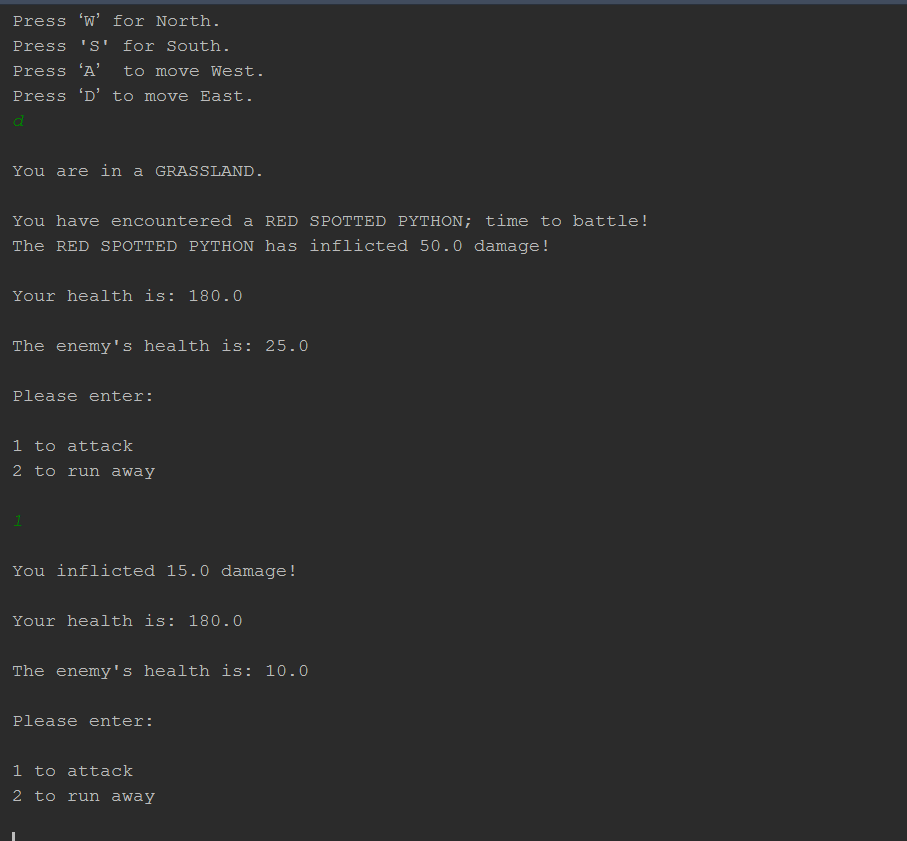 Press ‘W’ for North.
Press 'S' for South.
Press ‘A’  to move West.
Press ‘D’ to move East.
d
You are in a GRASSLAND.
You have encountered a RED SPOTTED PYTHON; time to battle!
The RED SPOTTED PYTHON has inflicted 50.0 damage!
Your health is: 180.0
The enemy's health is: 25.0
Please enter:
1 to attack
2 to run away
1
You inflicted 15.0 damage!
Your health is: 180.0
The enemy's health is: 10.0
Please enter:
1 to attack
2 to run away